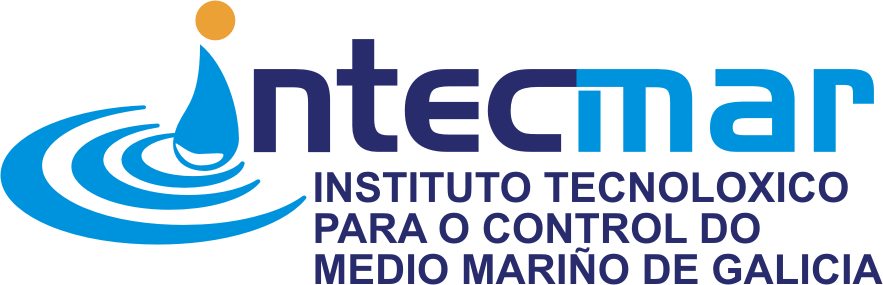 intecmar
INSTITUTO TECNOLOXICO
PARA O CONTROL DO
MEDIO MARIÑO DE GALICIA